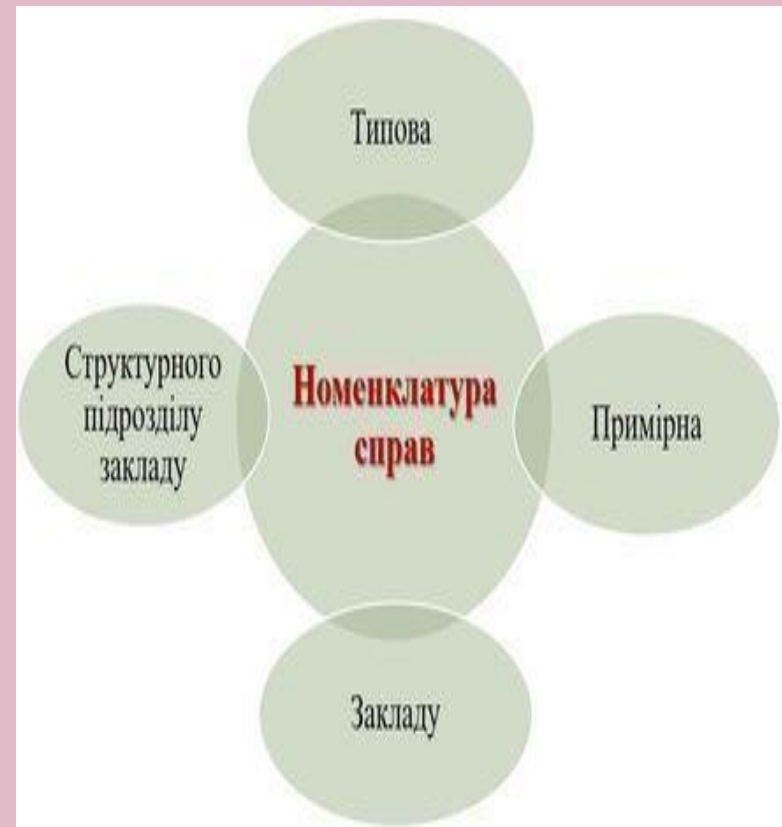 Типова
Структурного
підрозділу
закладу
Номенклатура
справ
Примірна
Закладу